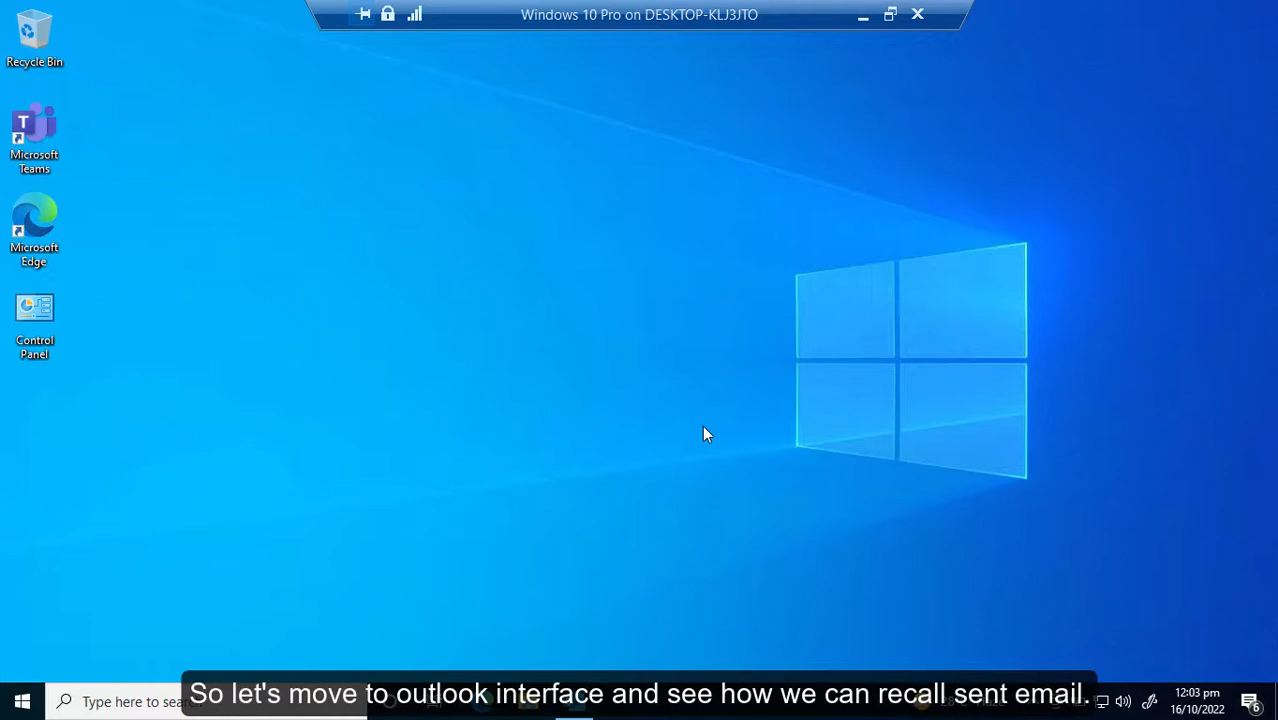 Windows 10 Pro on DESKTOP-KLJ3JTO
Recycle Bin
Microsoft
Teams
Microsoft
Edge
Control
Panel
So let's move to outlook interface and see how we can recall sent email.
Type here to search
12:03 pm
16/10/2022
6